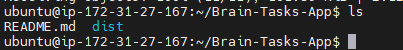 ubuntu@ip-172-31-27-167:~/Brain-Tasks-App$ ls
README.md  dist
ubuntu@ip-172-31-27-167:~/Brain-Tasks-App$